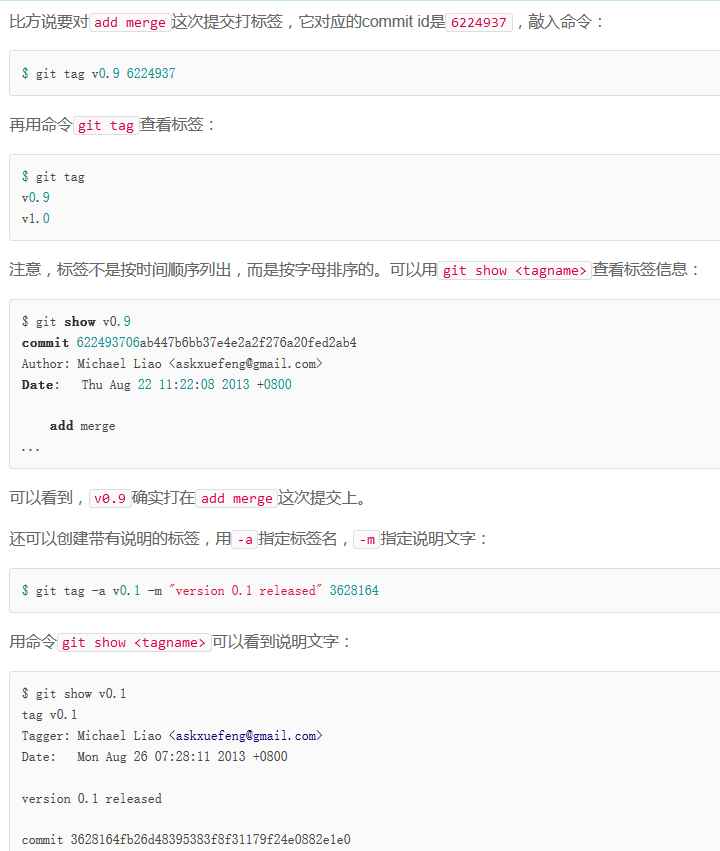 比方说要对add merge这次提交打标签，它对应的commit id是6224937，敲入命令：
$ git tag v0.9 6224937
再用命令git tag查看标签：
$ git tag
v0.9
v1.0
注意，标签不是按时间顺序列出，而是按字母排序的。可以用git show <tagname>查看标签信息：
$ git show v0.9
commit 622493706ab447b6bb37e4e2a2f276a20fed2ab4
Author: Michael Liao <askxuefeng@gmail.com>
Date:   Thu Aug 22 11:22:08 2013 +0800
    add merge
...
可以看到，v0.9确实打在add merge这次提交上。
还可以创建带有说明的标签，用-a指定标签名，-m指定说明文字：
$ git tag -a v0.1 -m "version 0.1 released" 3628164
用命令git show <tagname>可以看到说明文字：
$ git show v0.1
tag v0.1
Tagger: Michael Liao <askxuefeng@gmail.com>
Date:   Mon Aug 26 07:28:11 2013 +0800
version 0.1 released
commit 3628164fb26d48395383f8f31179f24e0882e1e0